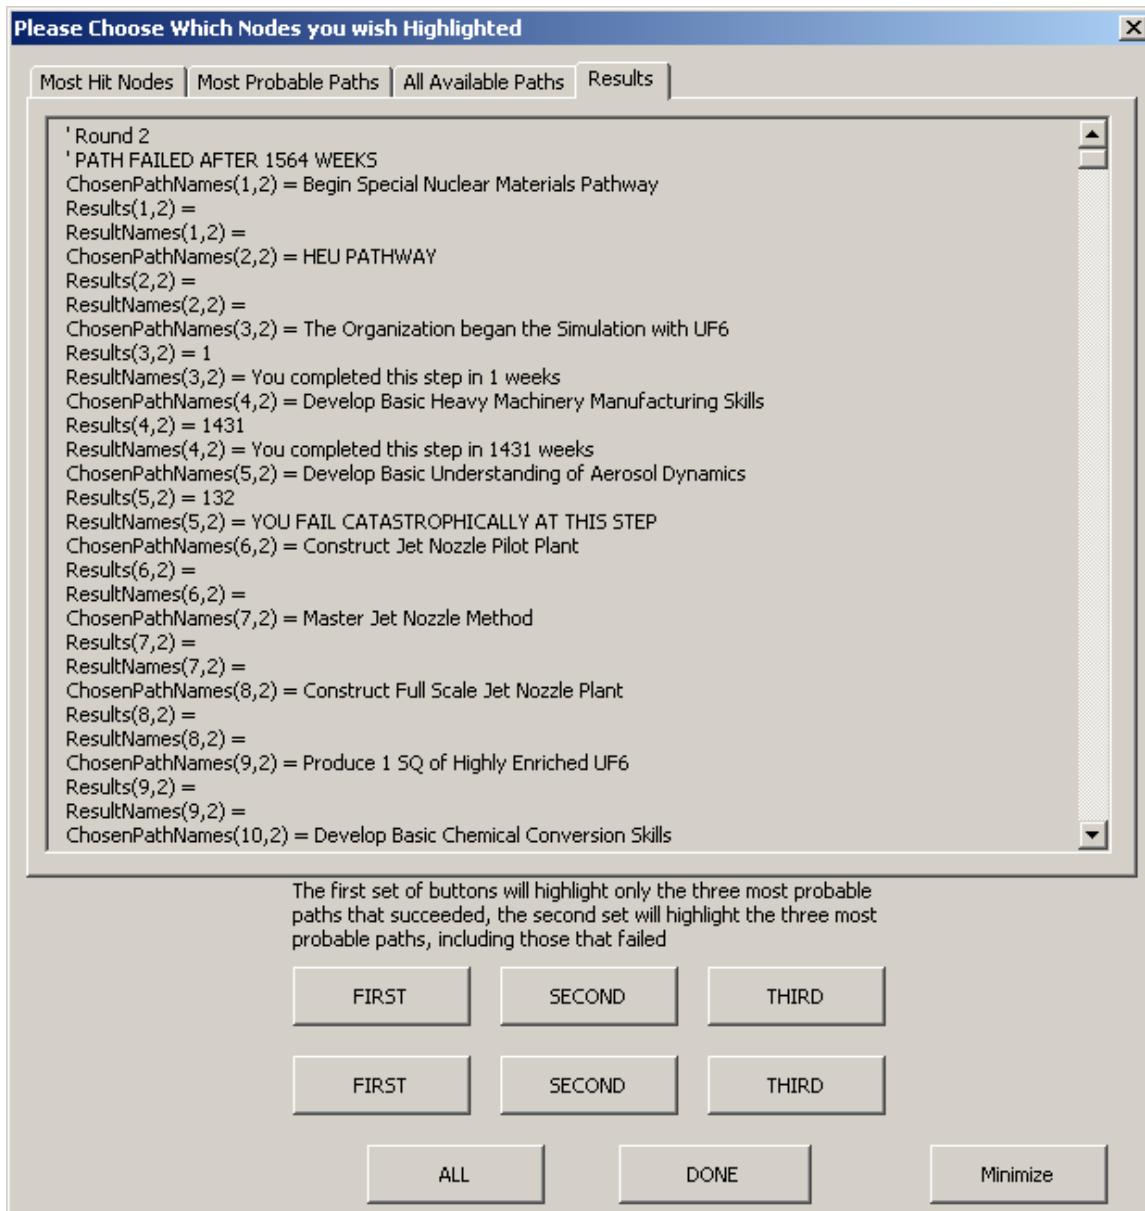 Please Choose Which Nodes you wish Highlighted
Most Hit Nodes Most Probable Paths All Available Paths Results
' Round 2
' PATH FAILED AFTER 1564 WEEKS
ChosenPathNames(1,2) = Begin Special Nuclear Materials Pathway
Results(1,2) =
ResultNames(1,2) =
ChosenPathNames(2,2) = HEU PATHWAY
Results(2,2) =
ResultNames(2,2) =
ChosenPathNames(3,2) = The Organization began the Simulation with UF6
Results(3,2) = 1
ResultNames(3,2) = You completed this step in 1 weeks
ChosenPathNames(4,2) = Develop Basic Heavy Machinery Manufacturing Skills
Results(4,2) = 1431
ResultNames(4,2) = You completed this step in 1431 weeks
ChosenPathNames(5,2) = Develop Basic Understanding of Aerosol Dynamics
Results(5,2) = 132
ResultNames(5,2) = YOU FAIL CATASTROPHICALLY AT THIS STEP
ChosenPathNames(6,2) = Construct Jet Nozzle Pilot Plant
Results(6,2) =
ResultNames(6,2) =
ChosenPathNames(7,2) = Master Jet Nozzle Method
Results(7,2) =
ResultNames(7,2) =
ChosenPathNames(8,2) = Construct Full Scale Jet Nozzle Plant
Results(8,2) =
ResultNames(8,2) =
ChosenPathNames(9,2) = Produce 1 SQ of Highly Enriched UF6
Results(9,2) =
ResultNames(9,2) =
ChosenPathNames(10,2) = Develop Basic Chemical Conversion Skills
The first set of buttons will highlight only the three most probable
paths that succeeded, the second set will highlight the three most
probable paths, including those that failed
FIRST SECOND THIRD
FIRST SECOND THIRD
ALL DONE Minimize